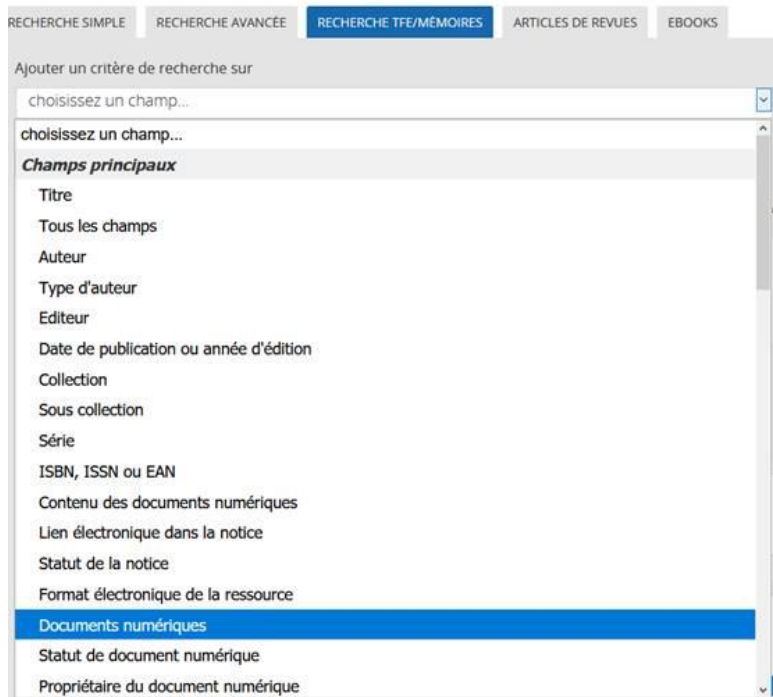 RECHERCHE SIMPLE RECHERCHE AVANCÉE RECHERCHE TFE/MÉMOIRES ARTICLES DE REVUES EBOOKS
Ajouter un critère de recherche sur
choisissez un champ...
choisissez un champ...
Champs principaux
Titre
Tous les champs
Auteur
Type d'auteur
Editeur
Date de publication ou année d'édition
Collection
Sous collection
Série
ISBN, ISSN ou EAN
Contenu des documents numériques
Lien électronique dans la notice
Statut de la notice
Format électronique de la ressource
Documents numériques
Statut de document numérique
Propriétaire du document numérique